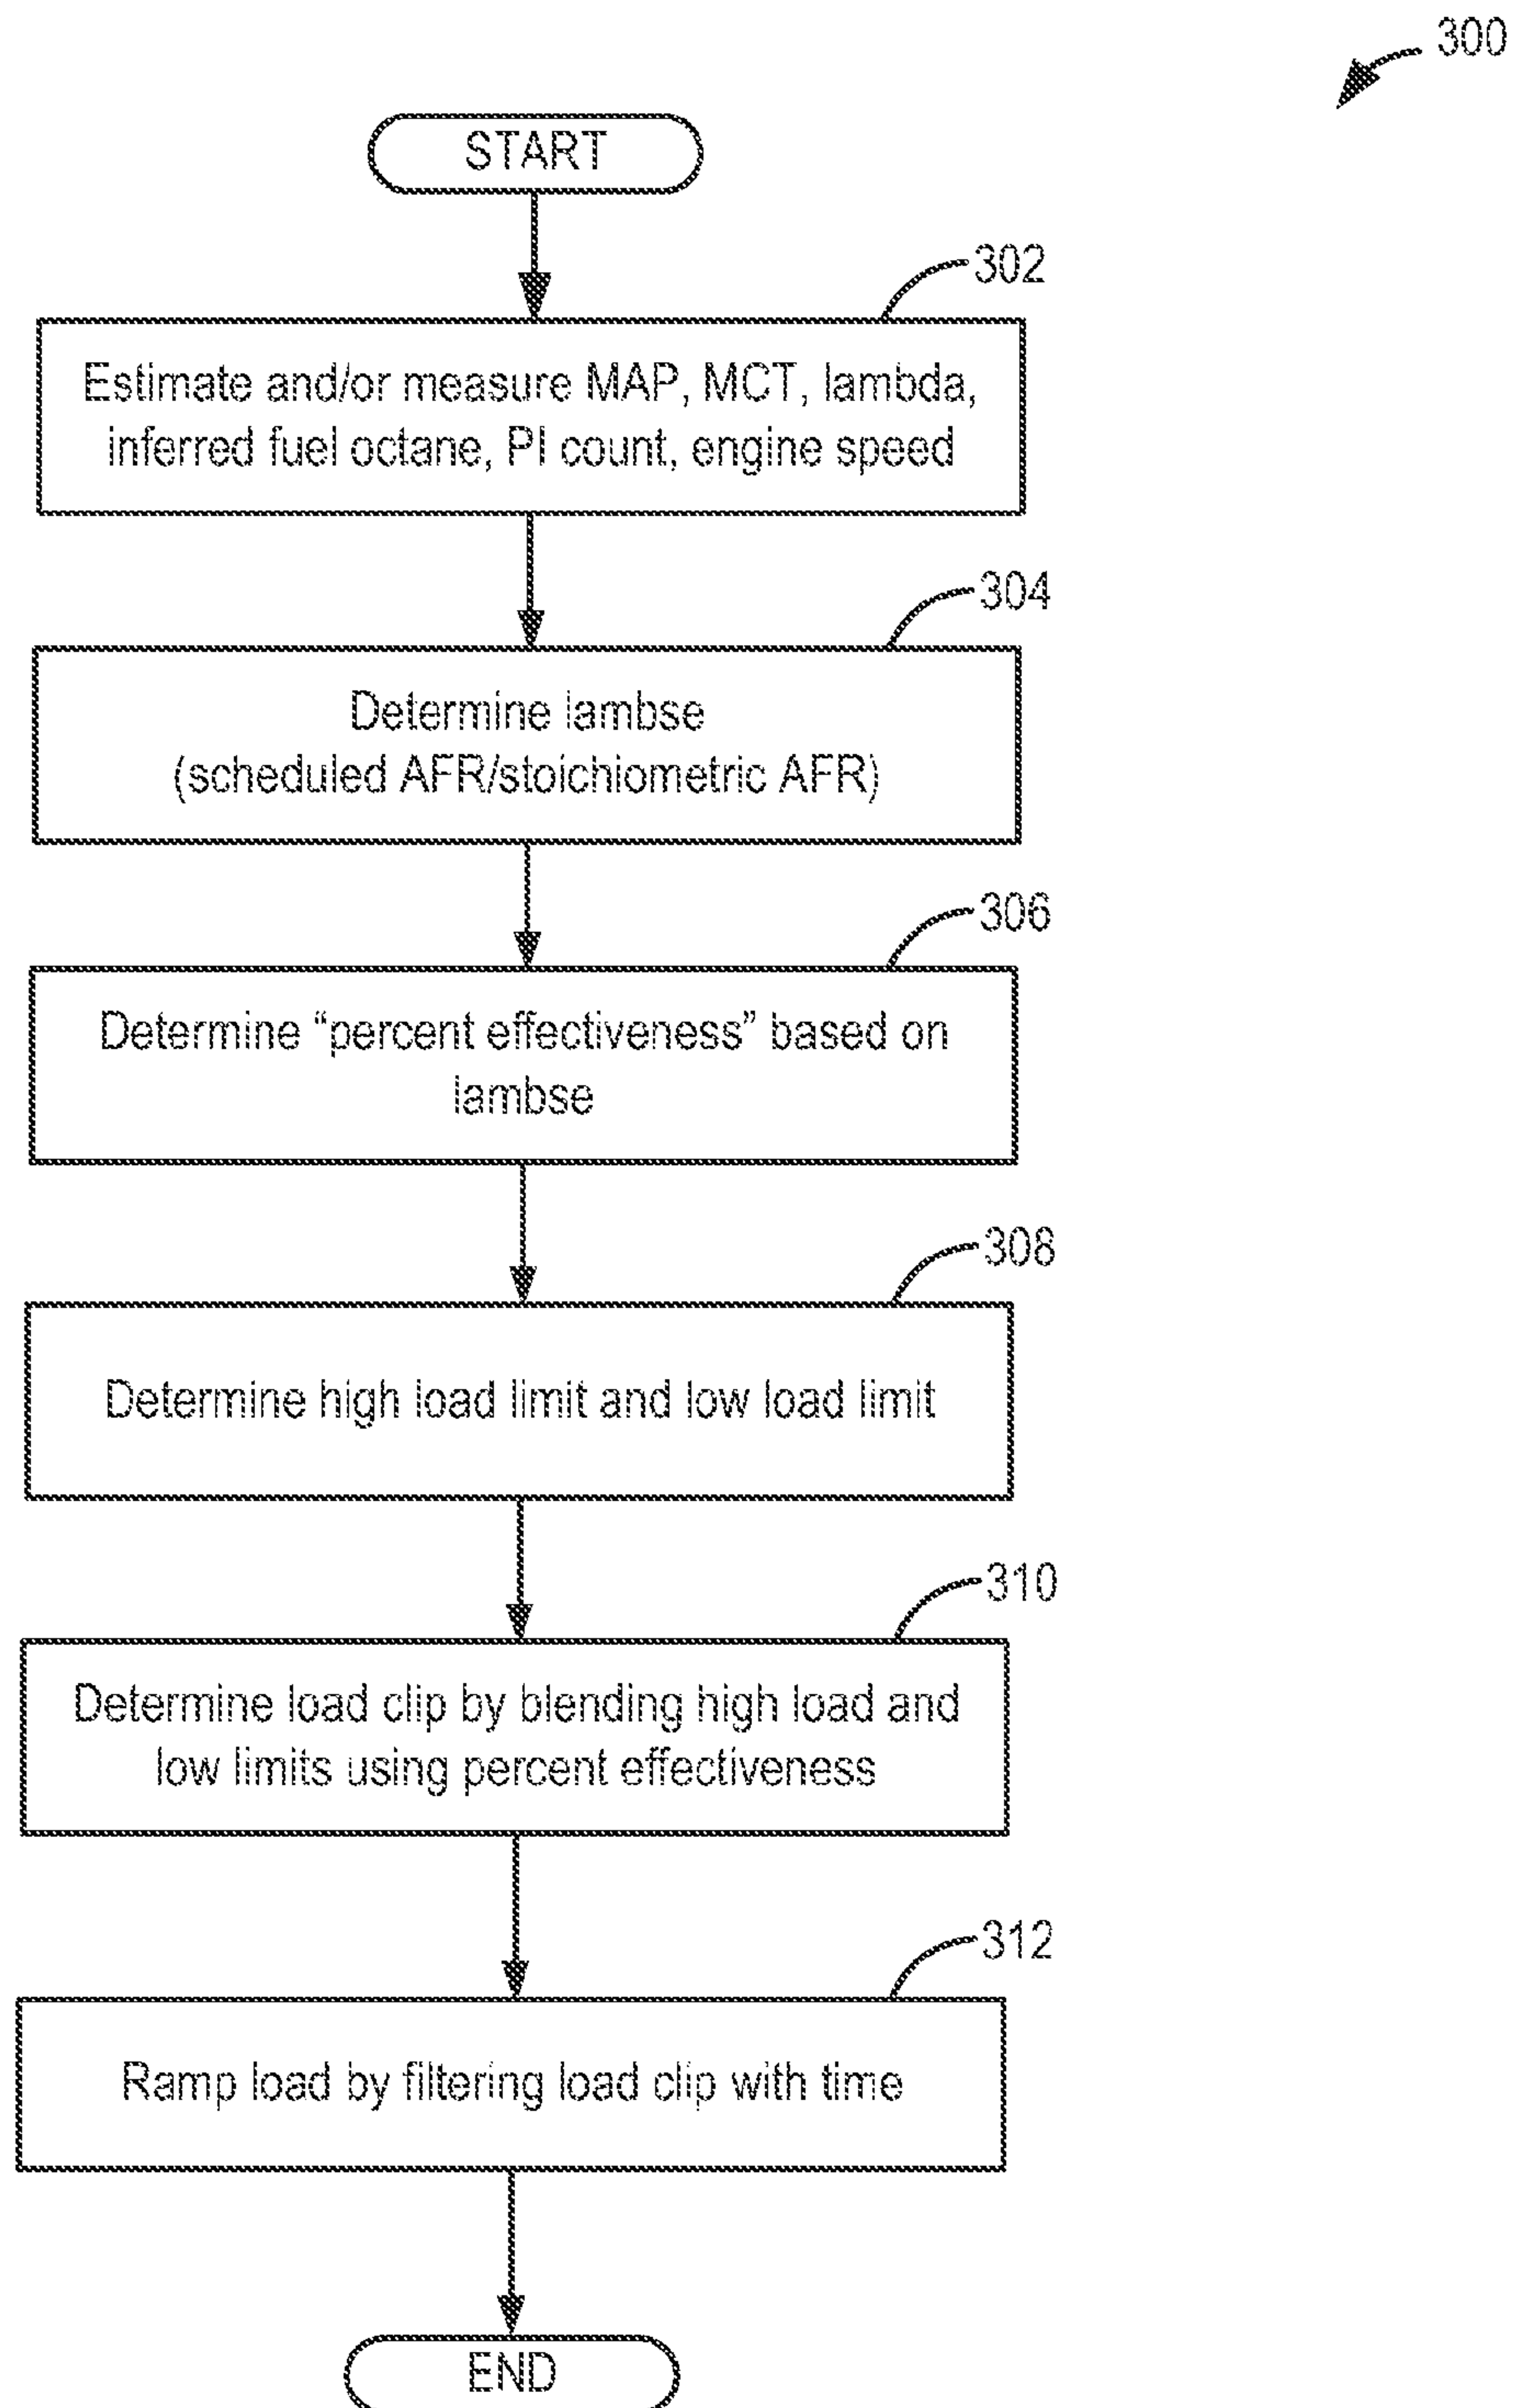 300
START
302
Estimate and/or measure MAP, MCT, lambda,
inferred fuel octane, PI count, engine speed
304
Determine lambse
(scheduled AFR/stoichiometric AFR)
306
Determine “percent effectiveness” based on
lambse
308
Determine high load limit and low load limit
310
Determine load clip by blending high load and
low limits using percent effectiveness
312
Ramp load by filtering load clip with time
END